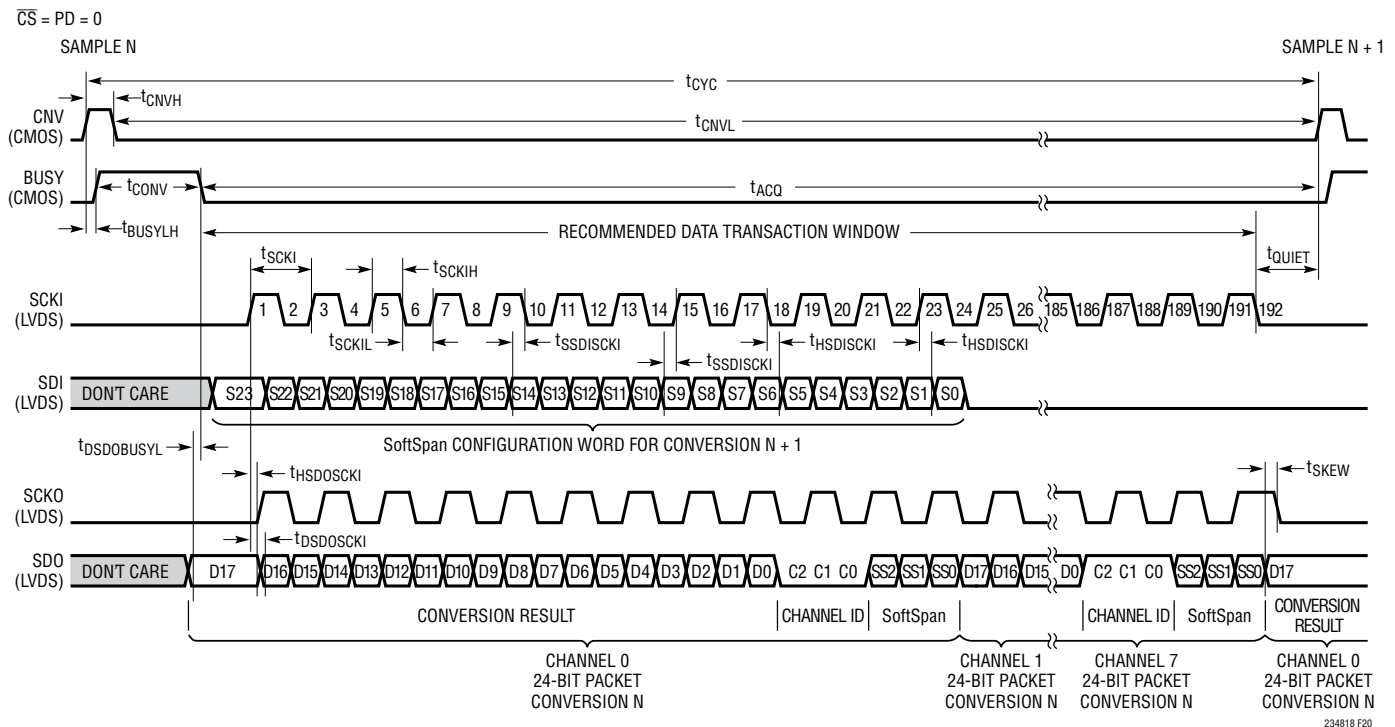 CS = PD = 0
SAMPLE N
SAMPLE N + 1
tCYC
tCNVH
CNV
(CMOS)
tCNVL
BUSY
(CMOS)
tCONV
tACQ
tBUSYLH
RECOMMENDED DATA TRANSACTION WINDOW
tSCKI
tSCKIH
tQUIET
SCKI
(LVDS)
1 2 3 4 5 6 7 8 9 10 11 12 13 14 15 16 17 18 19 20 21 22 23 24 25 26 185 186 187 188 189 190 191 192
tSCKIL
tSSDISCKI
tSSDISCKI
tHSDISCKI
tHSDISCKI
SDI
(LVDS)
DON'T CARE S23 S22 S21 S20 S19 S18 S17 S16 S15 S14 S13 S12 S11 S10 S9 S8 S7 S6 S5 S4 S3 S2 S1 S0
tDSDOBUSYL
SoftSpan CONFIGURATION WORD FOR CONVERSION N + 1
tHSDOSCKI
tSKEW
SCKO
(LVDS)
tDSDOSCKI
SDO
(LVDS)
DON'T CARE D17 D16 D15 D14 D13 D12 D11 D10 D9 D8 D7 D6 D5 D4 D3 D2 D1 D0 C2 C1 C0 SS2 SS1 SS0 D17 D16 D15 D0 C2 C1 C0 SS2 SS1 SS0 D17
CONVERSION RESULT
CHANNEL ID
SoftSpan
CHANNEL ID
SoftSpan
CONVERSION
RESULT
CHANNEL 0
24-BIT PACKET
CONVERSION N
CHANNEL 1
24-BIT PACKET
CONVERSION N
CHANNEL 7
24-BIT PACKET
CONVERSION N
CHANNEL 0
24-BIT PACKET
CONVERSION N
234818 F20